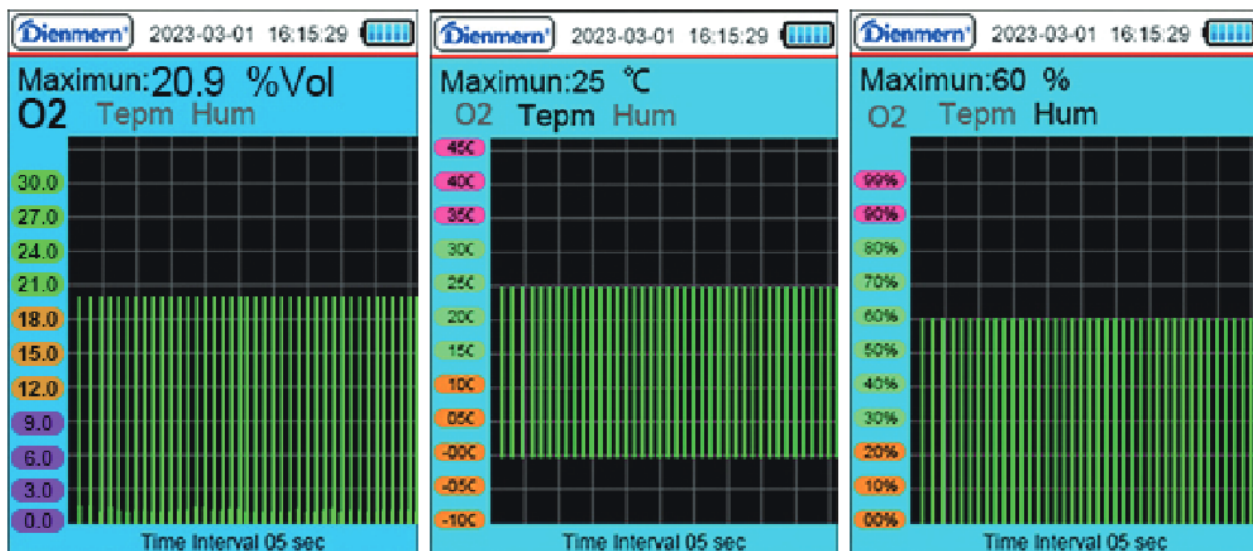 Dienmern' 2023-03-01 16:15:29
Maximun:20.9 %Vol
O2 Tepm Hum
30.0
27.0
24.0
21.0
18.0
15.0
12.0
9.0
6.0
3.0
0.0
Time Interval 05 sec
Dienmern' 2023-03-01 16:15:29
Maximun:25 ℃
O2 Tepm Hum
45C
40C
35C
30C
25C
20C
15C
10C
05C
-00C
-05C
-10C
Time Interval 05 sec
Dienmern' 2023-03-01 16:15:29
Maximun:60 %
O2 Tepm Hum
99%
90%
80%
70%
60%
50%
40%
30%
20%
10%
00%
Time Interval 05 sec